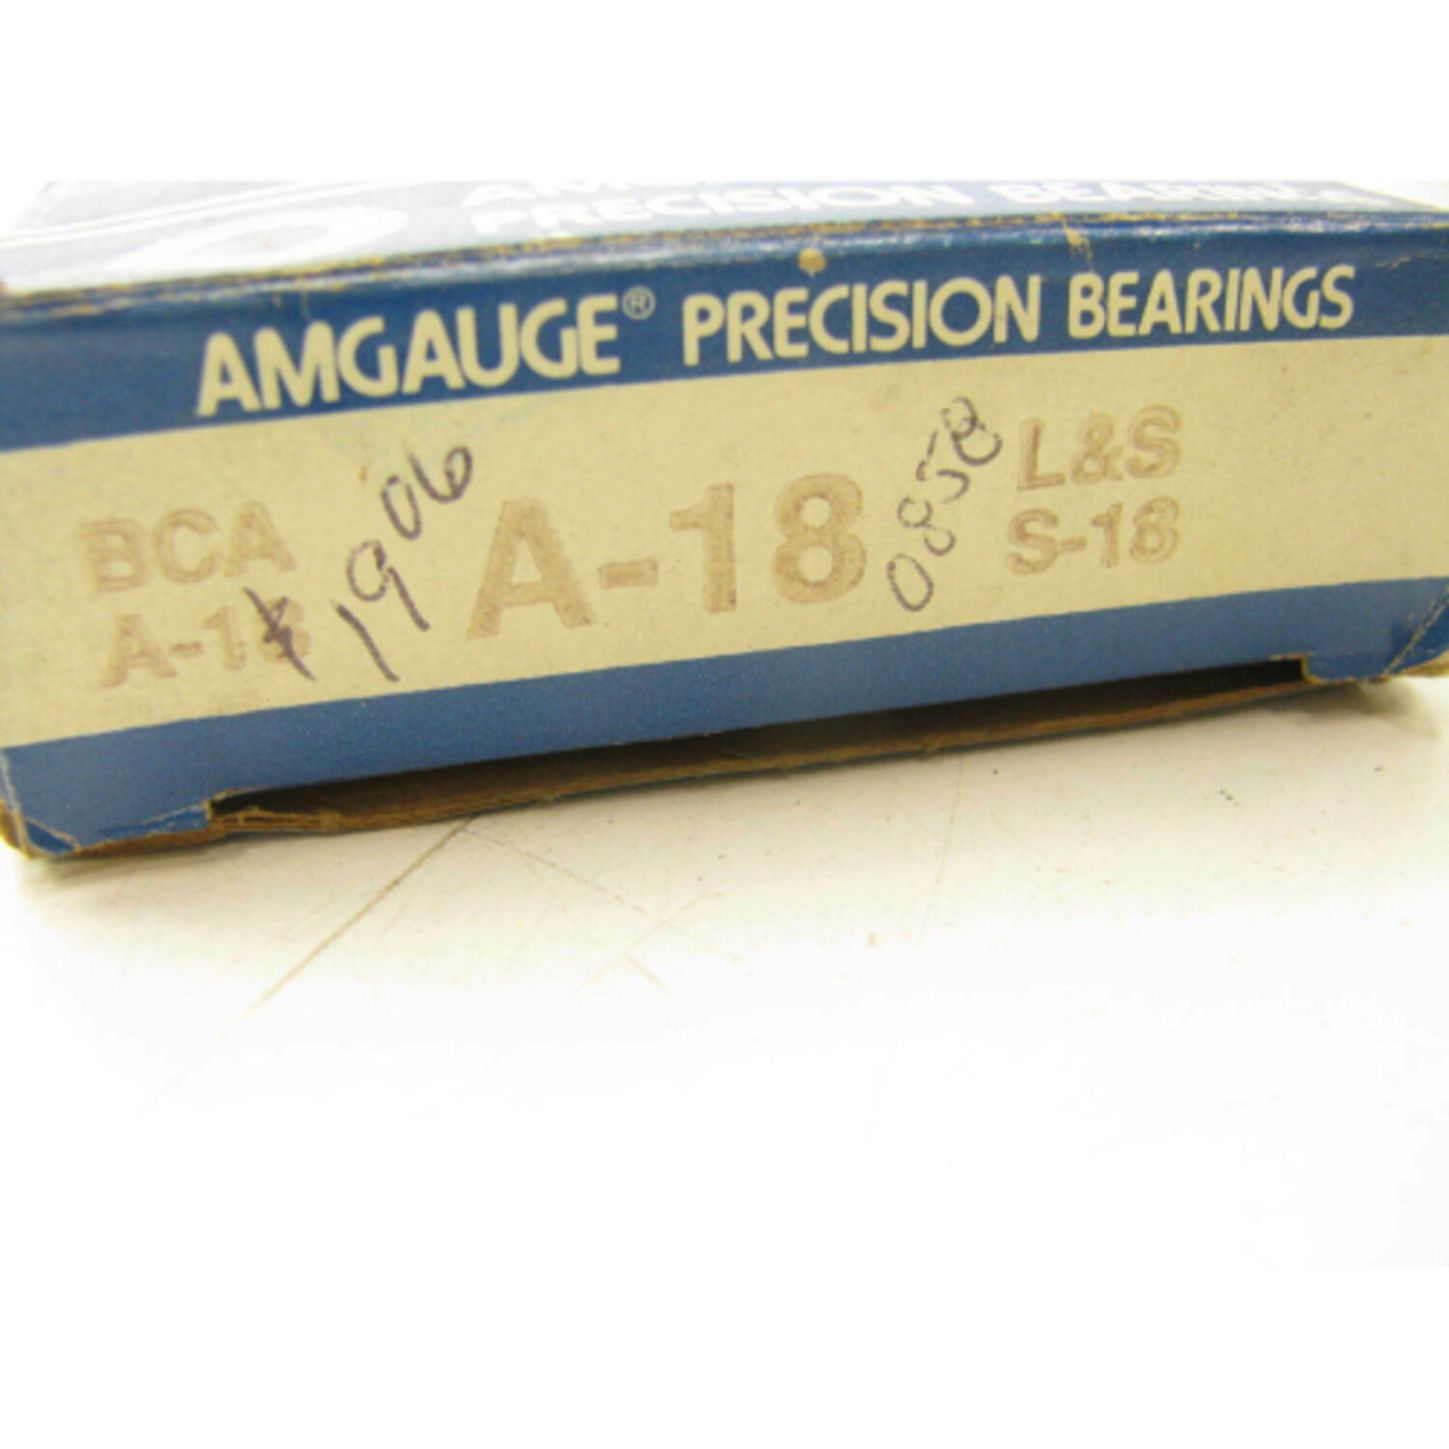 PRECISION BEARINGS
AMGAUGE® PRECISION BEARINGS
BCA
A-18
1906
A-18
0858
L&S
S-18